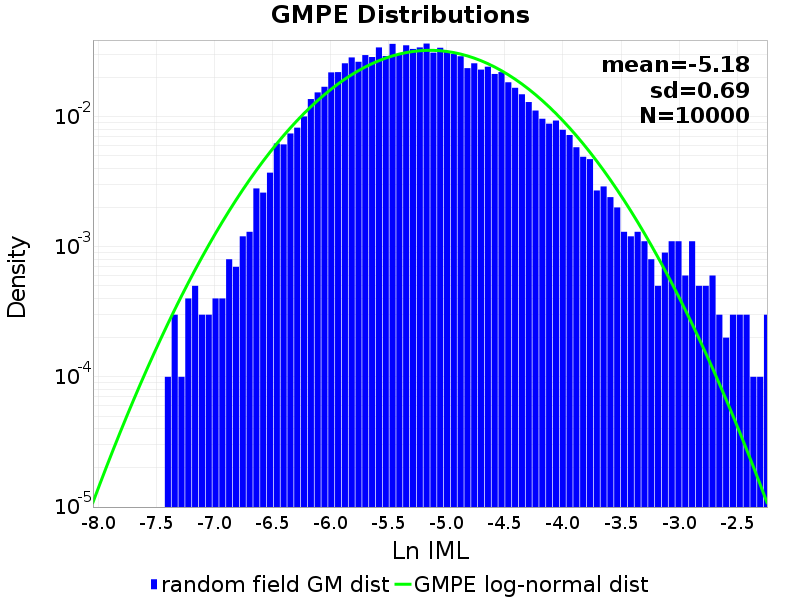 GMPE Distributions
mean=-5.18
sd=0.69
N=10000
Density
10-2
10-3
10-4
10-5
-8.0 -7.5 -7.0 -6.5 -6.0 -5.5 -5.0 -4.5 -4.0 -3.5 -3.0 -2.5
Ln IML
random field GM dist GMPE log-normal dist